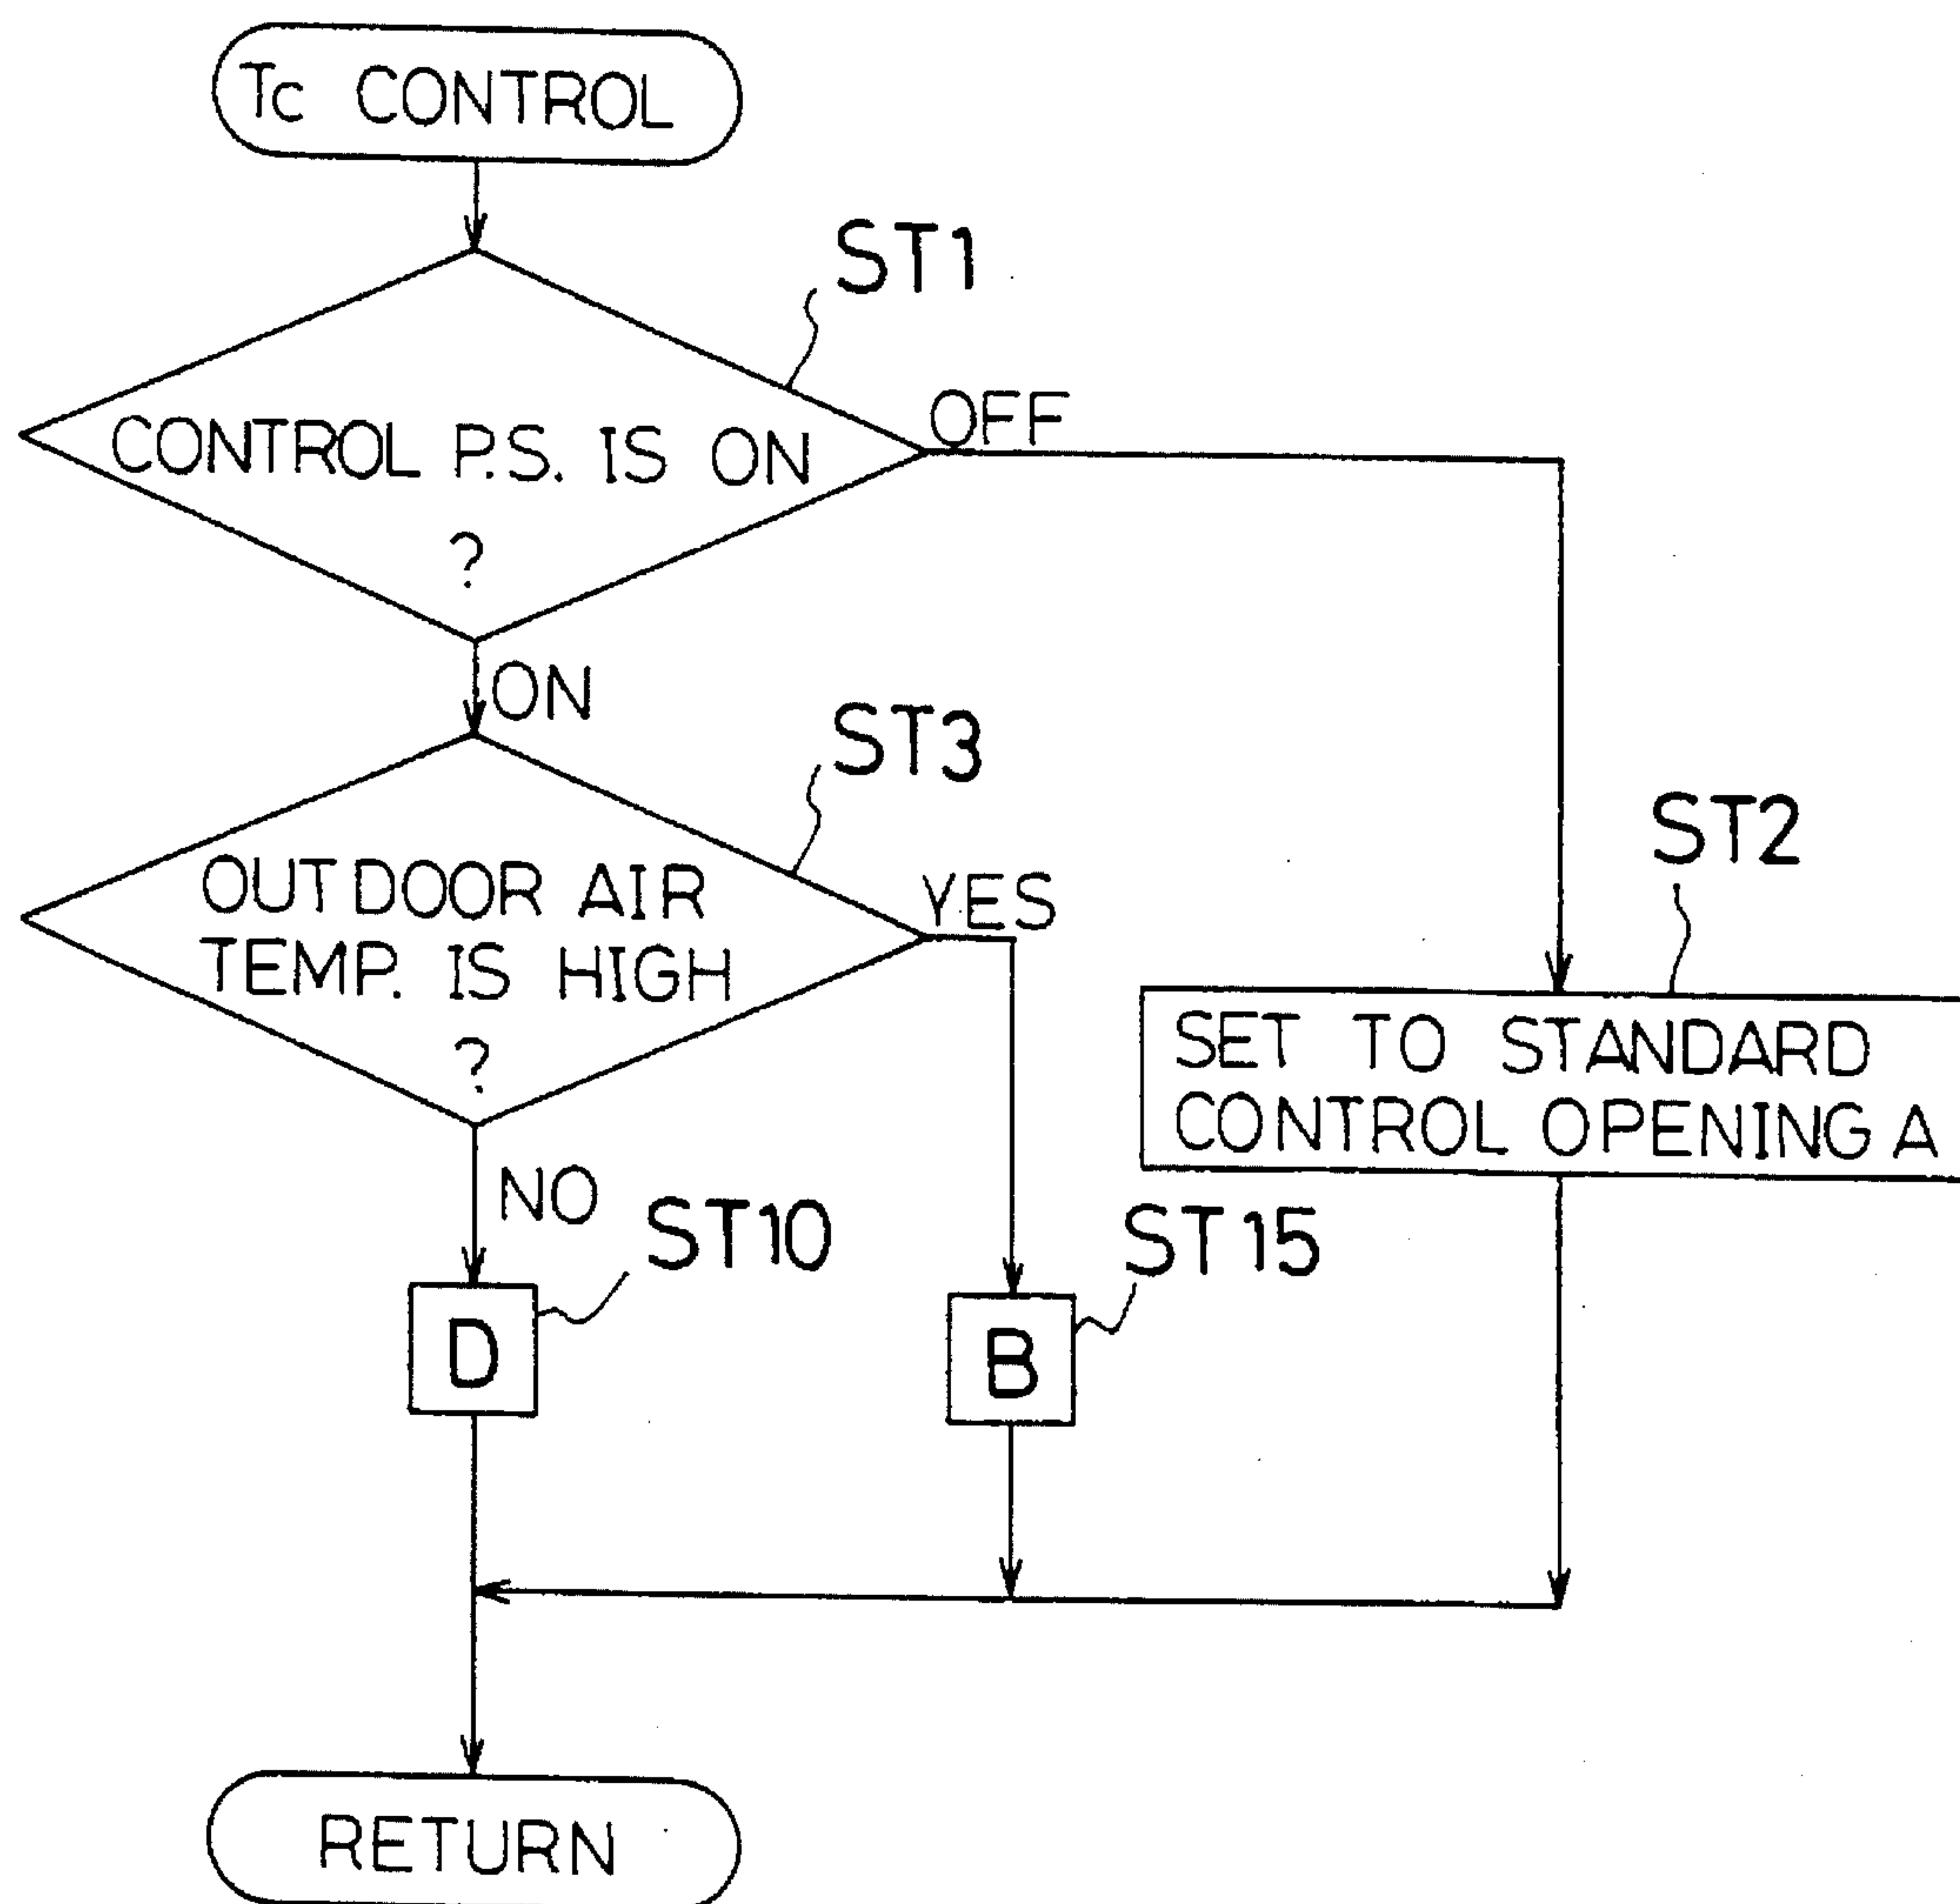 Tc CONTROL
ST1
CONTROL P.S. IS ON
?
OFF
ON
ST3
OUTDOOR AIR
TEMP. IS HIGH
?
YES
ST2
SET TO STANDARD
CONTROL OPENING A
NO
ST10
ST15
D
B
RETURN